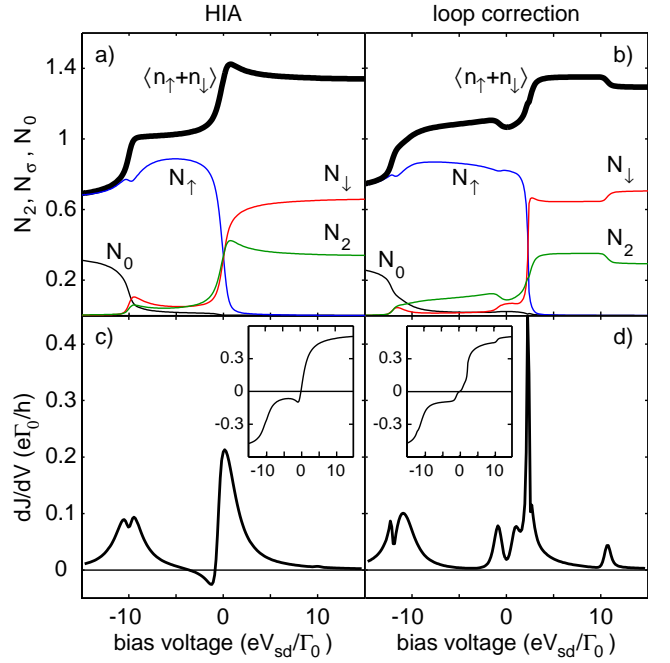 HIA
loop correction
a)
b)
⟨n↑+n↓⟩
⟨n↑+n↓⟩
N₂, Nσ, N₀
1.4
1
0.6
0.2
N↑
N↓
N₀
N₂
N↑
N↓
N₀
N₂
c)
d)
dJ/dV (eΓ₀/h)
0.4
0.3
0.2
0.1
0
0.3
0
-0.3
-10 0 10
0.3
0
-0.3
-10 0 10
-10 0 10
-10 0 10
bias voltage (eV_sd/Γ₀)
bias voltage (eV_sd/Γ₀)